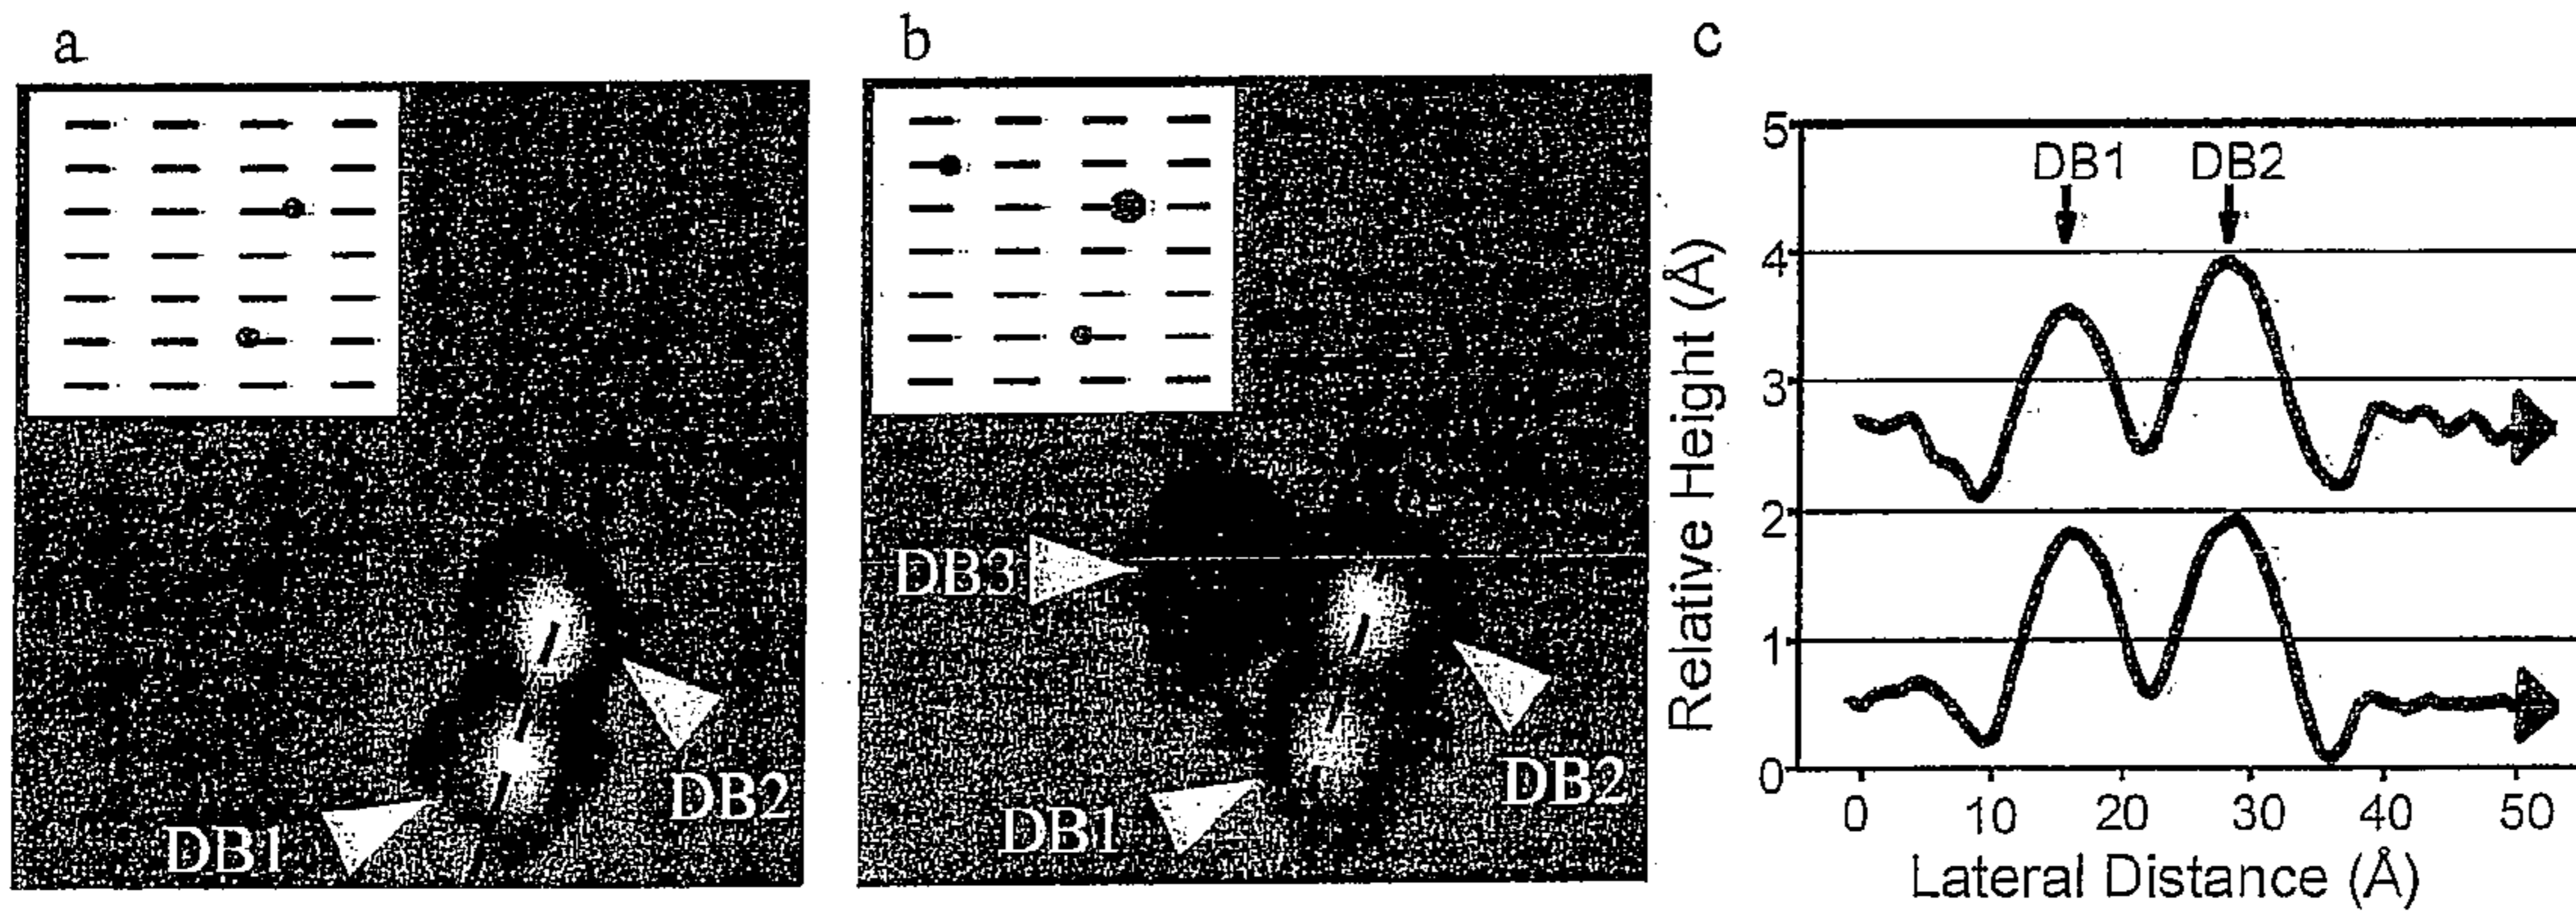 a
DB1
DB2
b
DB3
DB1
DB2
c
Relative Height (Å)
5
4
3
2
1
0
DB1 DB2
0 10 20 30 40 50
Lateral Distance (Å)